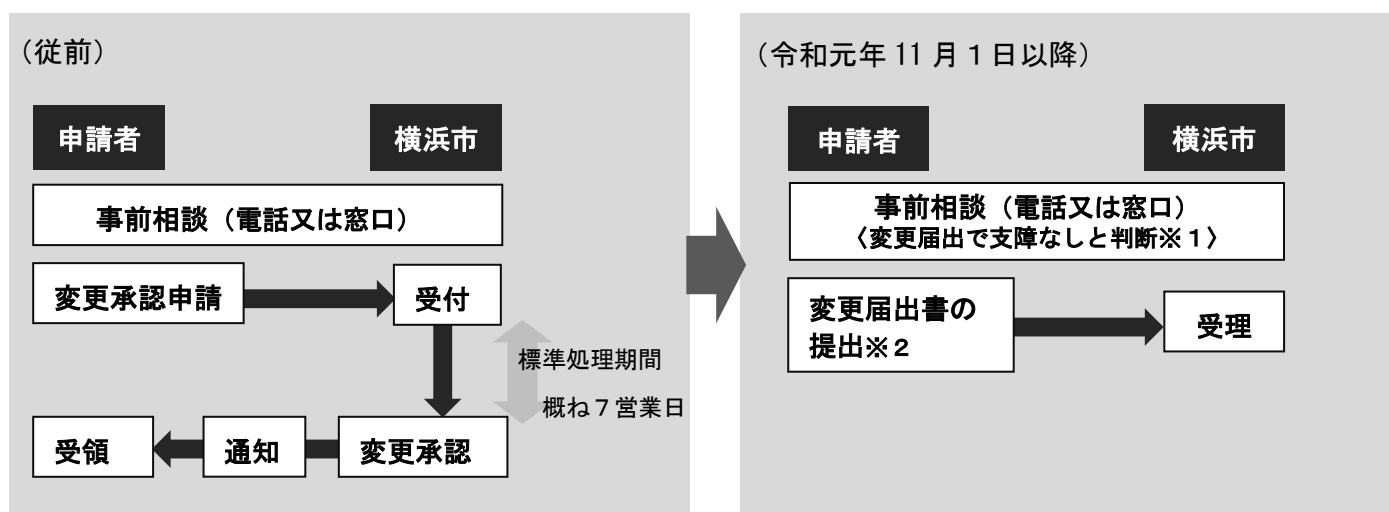 （従前）
申請者
横浜市
事前相談（電話又は窓口）
変更承認申請
受付
標準処理期間
概ね７営業日
受領
通知
変更承認
（令和元年 11 月１日以降）
申請者
横浜市
事前相談（電話又は窓口）
〈変更届出で支障なしと判断※１〉
変更届出書の
提出※２
受理